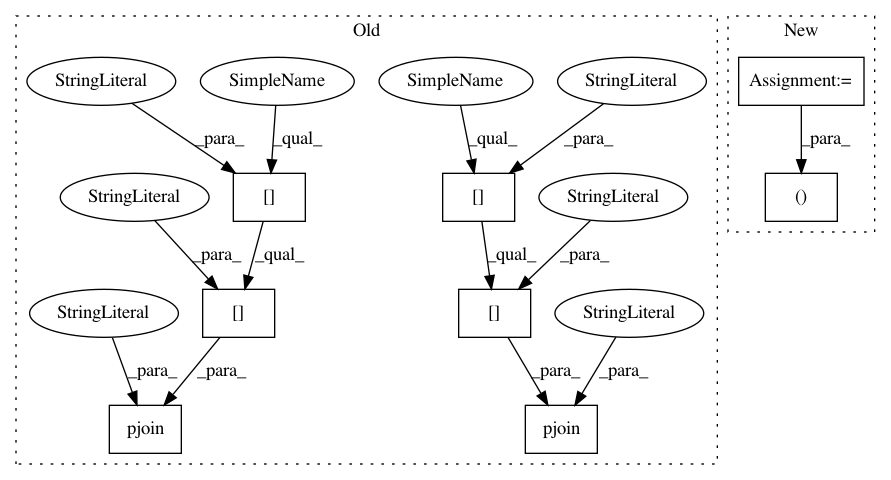 Old
New
StringLiteral
SimpleName
SimpleName
StringLiteral
Assignment:=
_para_
_qual_
_qual_
_para_
_para_
StringLiteral
[]
[]
StringLiteral
()
_para_
_qual_
_qual_
_para_
StringLiteral
[]
[]
StringLiteral
_para_
_para_
_para_
_para_
pjoin
pjoin